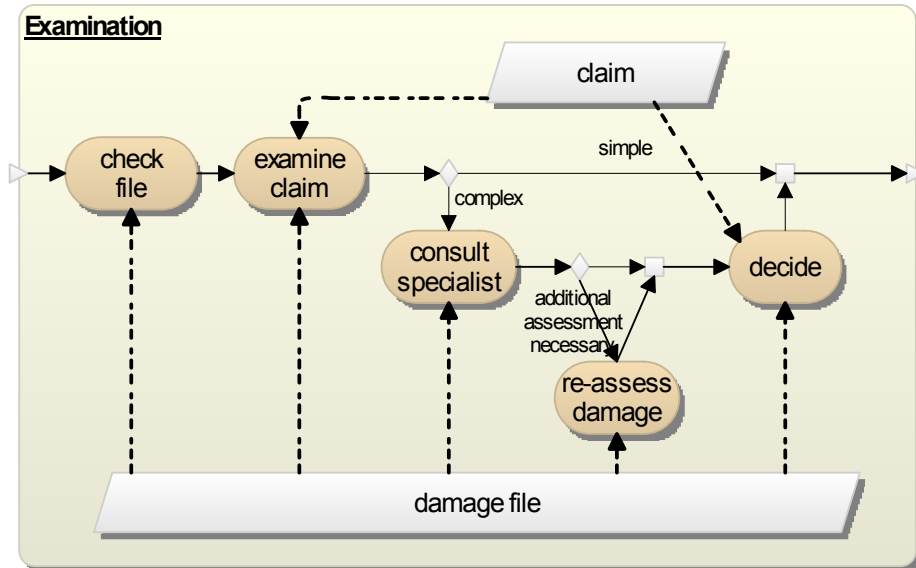 Examination
claim
check
file
examine
claim
simple
complex
consult
specialist
decide
additional
assessment
necessary
re-assess
damage
damage file